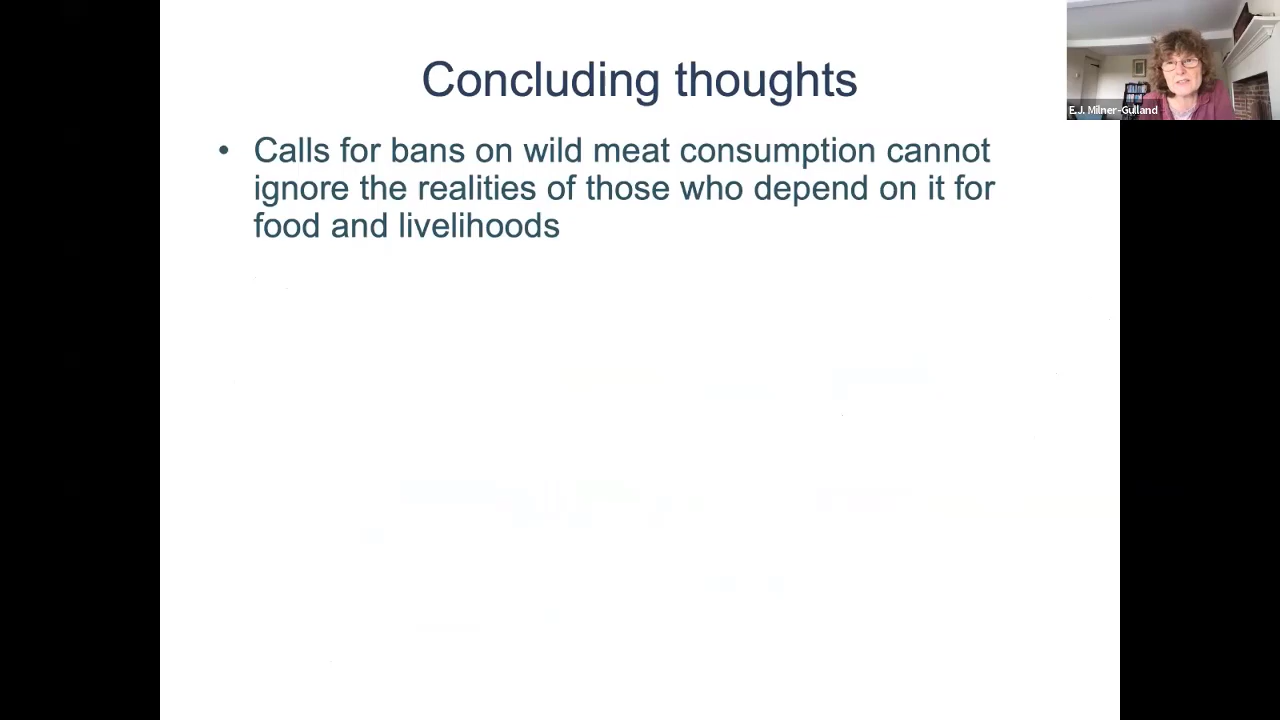 Concluding thoughts
E.J. Milner-Gulland
• Calls for bans on wild meat consumption cannot
ignore the realities of those who depend on it for
food and livelihoods